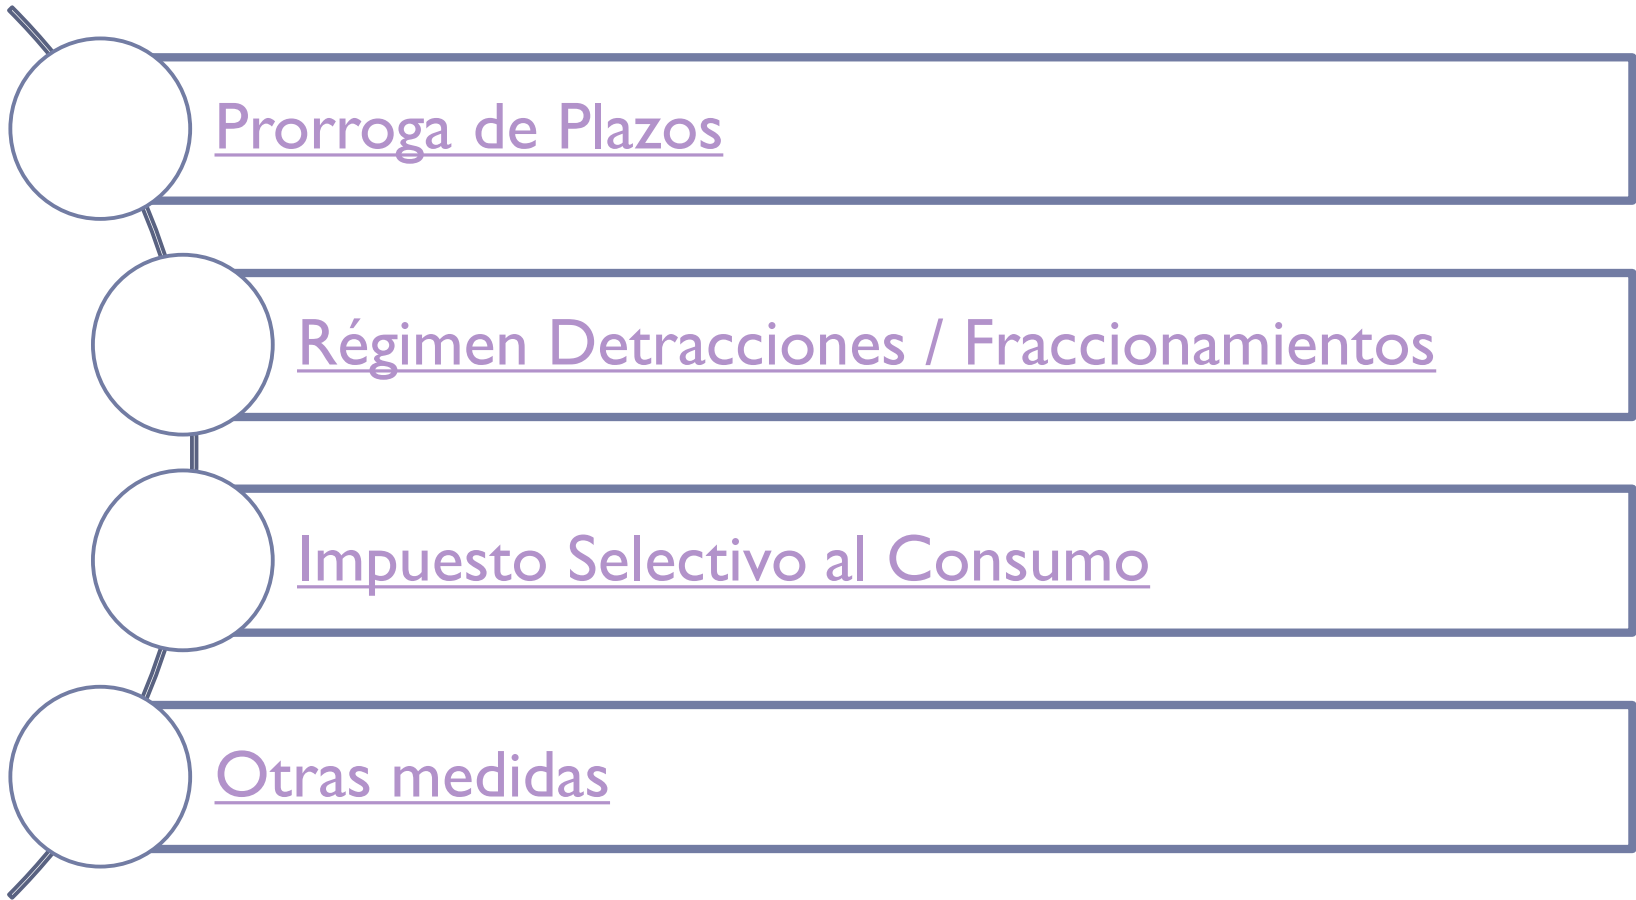 Prorroga de Plazos
Régimen Detracciones / Fraccionamientos
Impuesto Selectivo al Consumo
Otras medidas